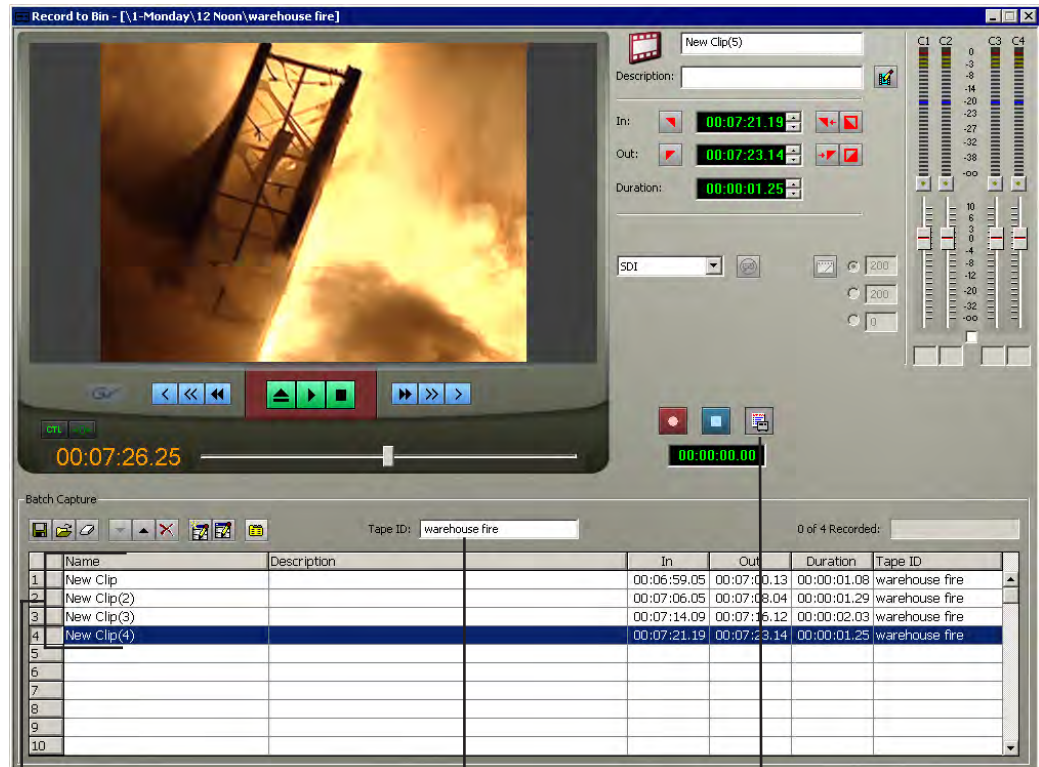 Record to Bin - [\1-Monday\12 Noon\warehouse fire]
New Clip(5)
Description:
In: 00:07:21.19
Out: 00:07:23.14
Duration: 00:00:01.25
SDI
200
200
0
C1 C2 C3 C4
0
-3
-8
-14
-20
-23
-27
-32
-38
-oo
10
6
3
0
-4
-8
-12
-20
-32
-oo
CTL
00:07:26.25
00:00:00.00
Batch Capture
Tape ID: warehouse fire
0 of 4 Recorded:
Name Description In Out Duration Tape ID
1 New Clip 00:06:59.05 00:07:00.13 00:00:01.08 warehouse fire
2 New Clip(2) 00:07:06.05 00:07:08.04 00:00:01.29 warehouse fire
3 New Clip(3) 00:07:14.09 00:07:16.12 00:00:02.03 warehouse fire
4 New Clip(4) 00:07:21.19 00:07:23.14 00:00:01.25 warehouse fire
5
6
7
8
9
10